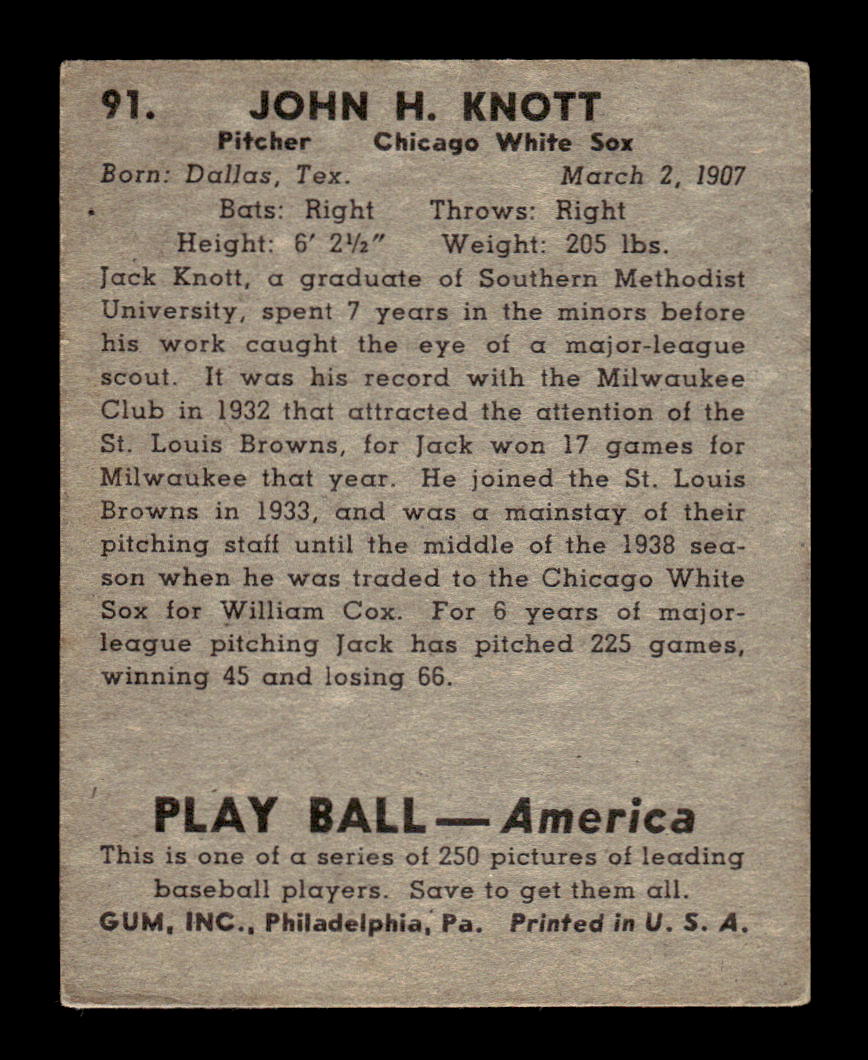 91. JOHN H. KNOTT
Pitcher Chicago White Sox
Born: Dallas, Tex. March 2, 1907
Bats: Right Throws: Right
Height: 6′ 2½″ Weight: 205 lbs.
Jack Knott, a graduate of Southern Methodist
University, spent 7 years in the minors before
his work caught the eye of a major-league
scout. It was his record with the Milwaukee
Club in 1932 that attracted the attention of the
St. Louis Browns, for Jack won 17 games for
Milwaukee that year. He joined the St. Louis
Browns in 1933, and was a mainstay of their
pitching staff until the middle of the 1938 sea-
son when he was traded to the Chicago White
Sox for William Cox. For 6 years of major-
league pitching Jack has pitched 225 games,
winning 45 and losing 66.
PLAY BALL—America
This is one of a series of 250 pictures of leading
baseball players. Save to get them all.
GUM, INC., Philadelphia, Pa. Printed in U. S. A.